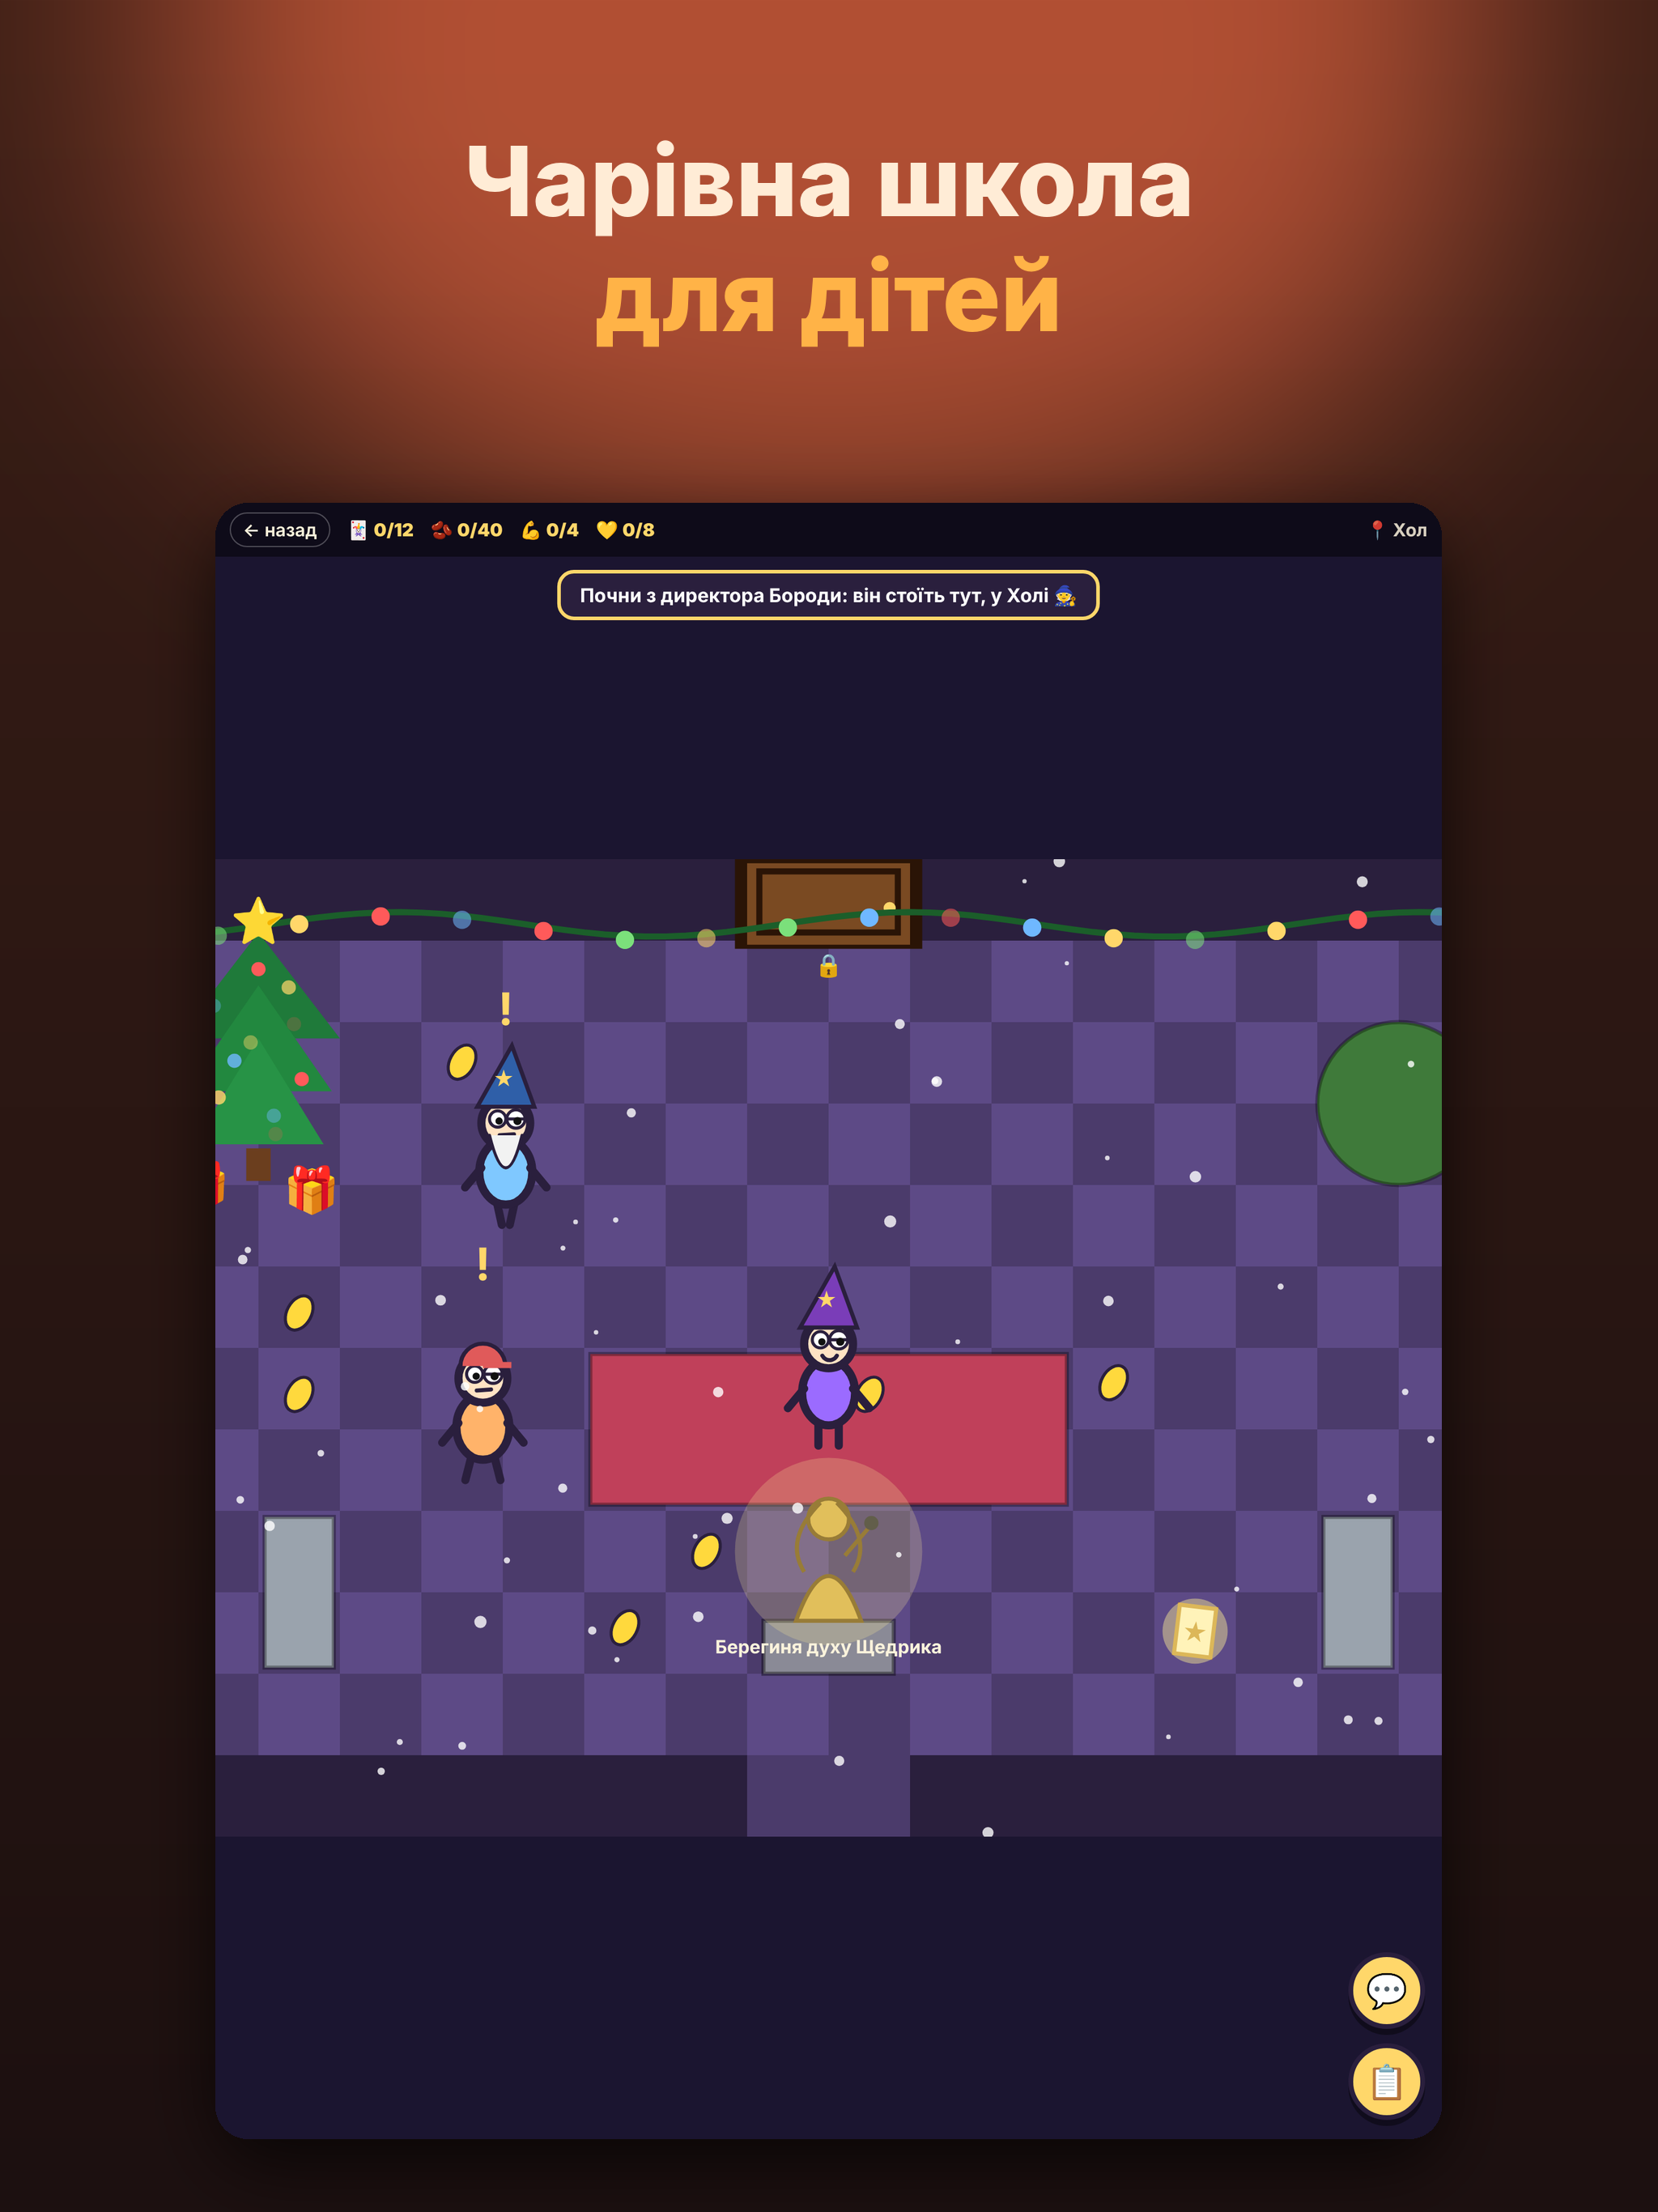 Чарівна школа
для дітей
← назад 0/12 0/40 0/4 0/8 Хол
Почни з директора Бороди: він стоїть тут, у Холі
!
!
Берегиня духу Щедрика